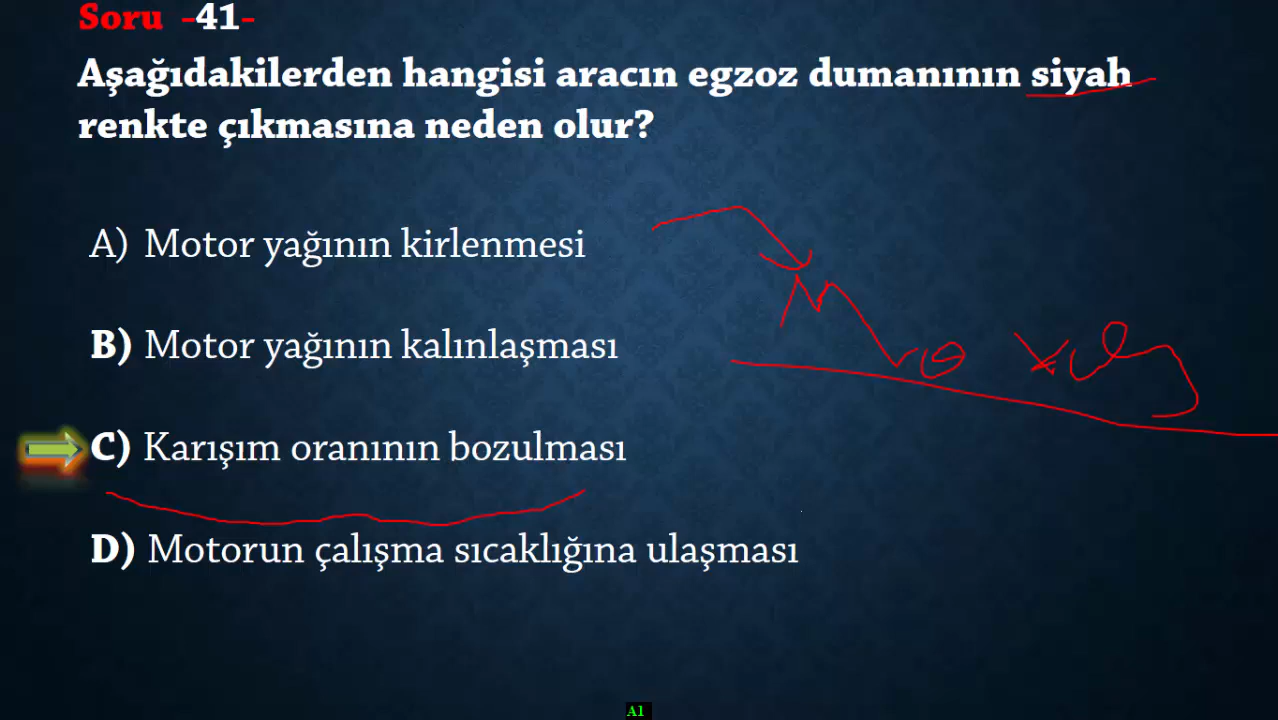 Soru -41-
Aşağıdakilerden hangisi aracın egzoz dumanının siyah
renkte çıkmasına neden olur?
A) Motor yağının kirlenmesi
B) Motor yağının kalınlaşması
C) Karışım oranının bozulması
D) Motorun çalışma sıcaklığına ulaşması
A1